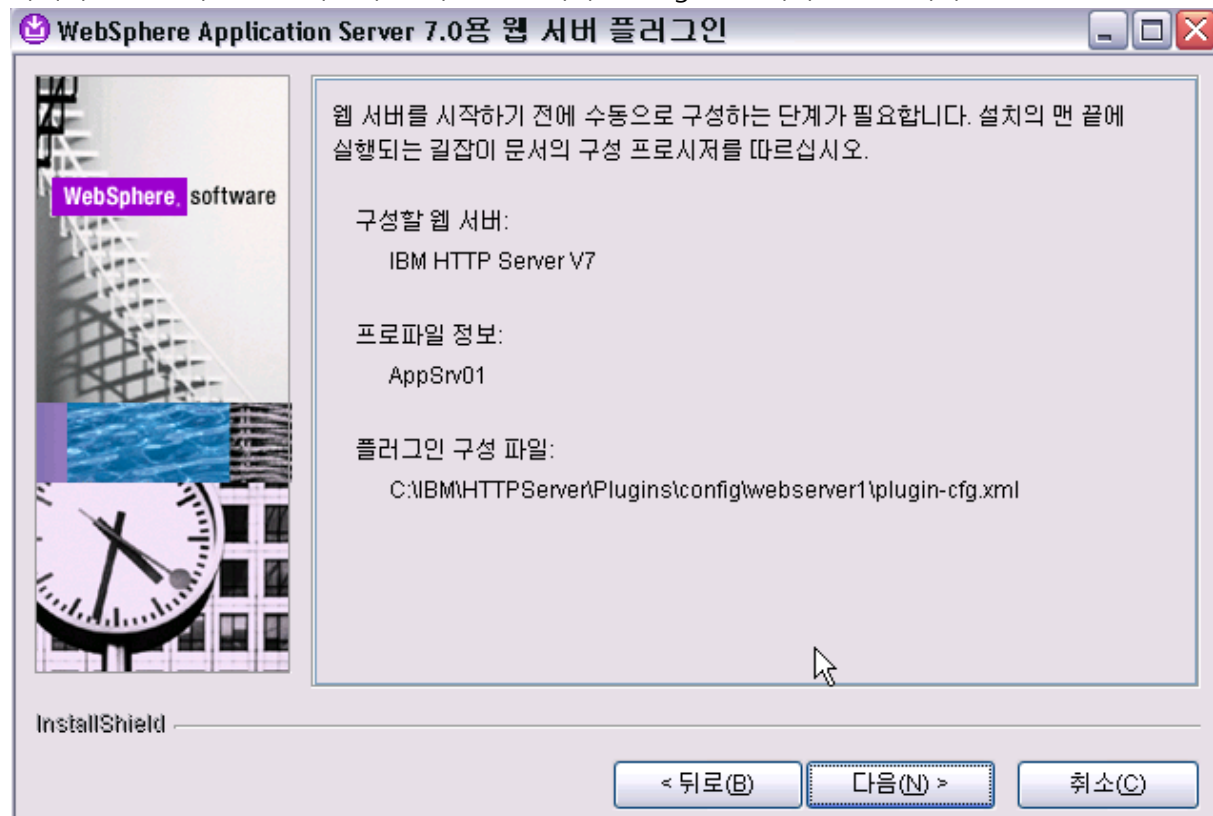 WebSphere Application Server 7.0용 웹 서버 플러그인
웹 서버를 시작하기 전에 수동으로 구성하는 단계가 필요합니다. 설치의 맨 끝에
실행되는 길잡이 문서의 구성 프로시저를 따르십시오.
WebSphere. software
구성할 웹 서버:
IBM HTTP Server V7
프로파일 정보:
AppSrv01
플러그인 구성 파일:
C:\IBM\HTTPServer\Plugins\config\webserver1\plugin-cfg.xml
InstallShield
< 뒤로(B)
다음(N) >
취소(C)